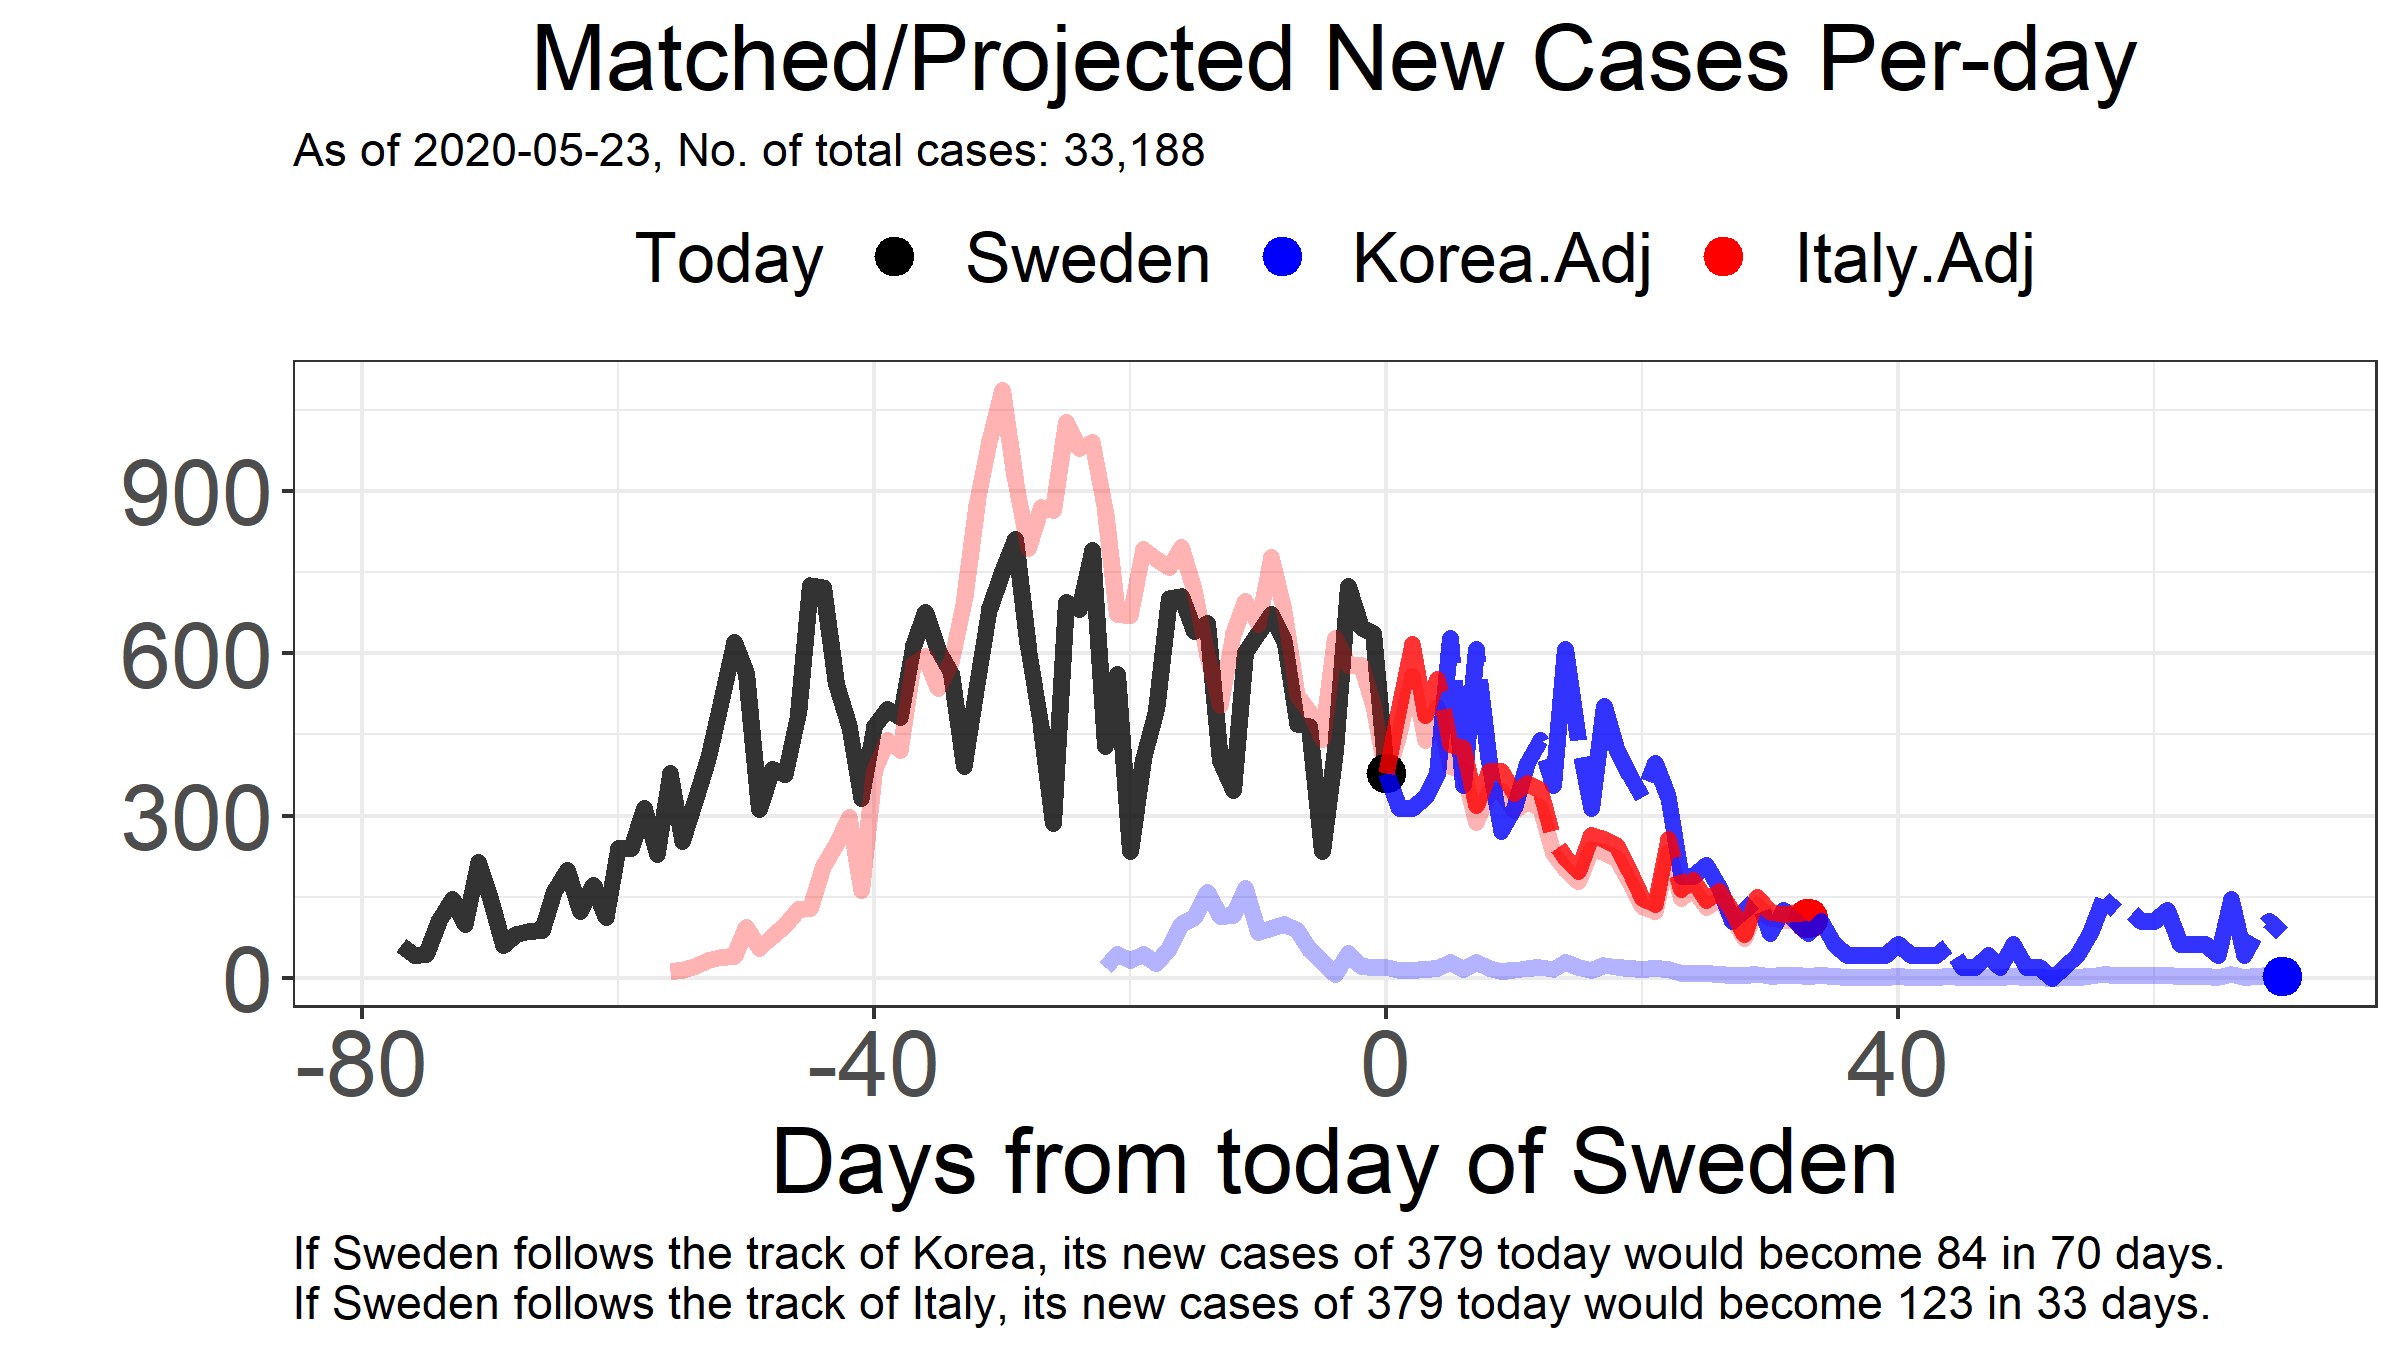 Matched/Projected New Cases Per-day
As of 2020-05-23, No. of total cases: 33,188
Today Sweden Korea.Adj Italy.Adj
900
600
300
0
-80 -40 0 40
Days from today of Sweden
If Sweden follows the track of Korea, its new cases of 379 today would become 84 in 70 days.
If Sweden follows the track of Italy, its new cases of 379 today would become 123 in 33 days.